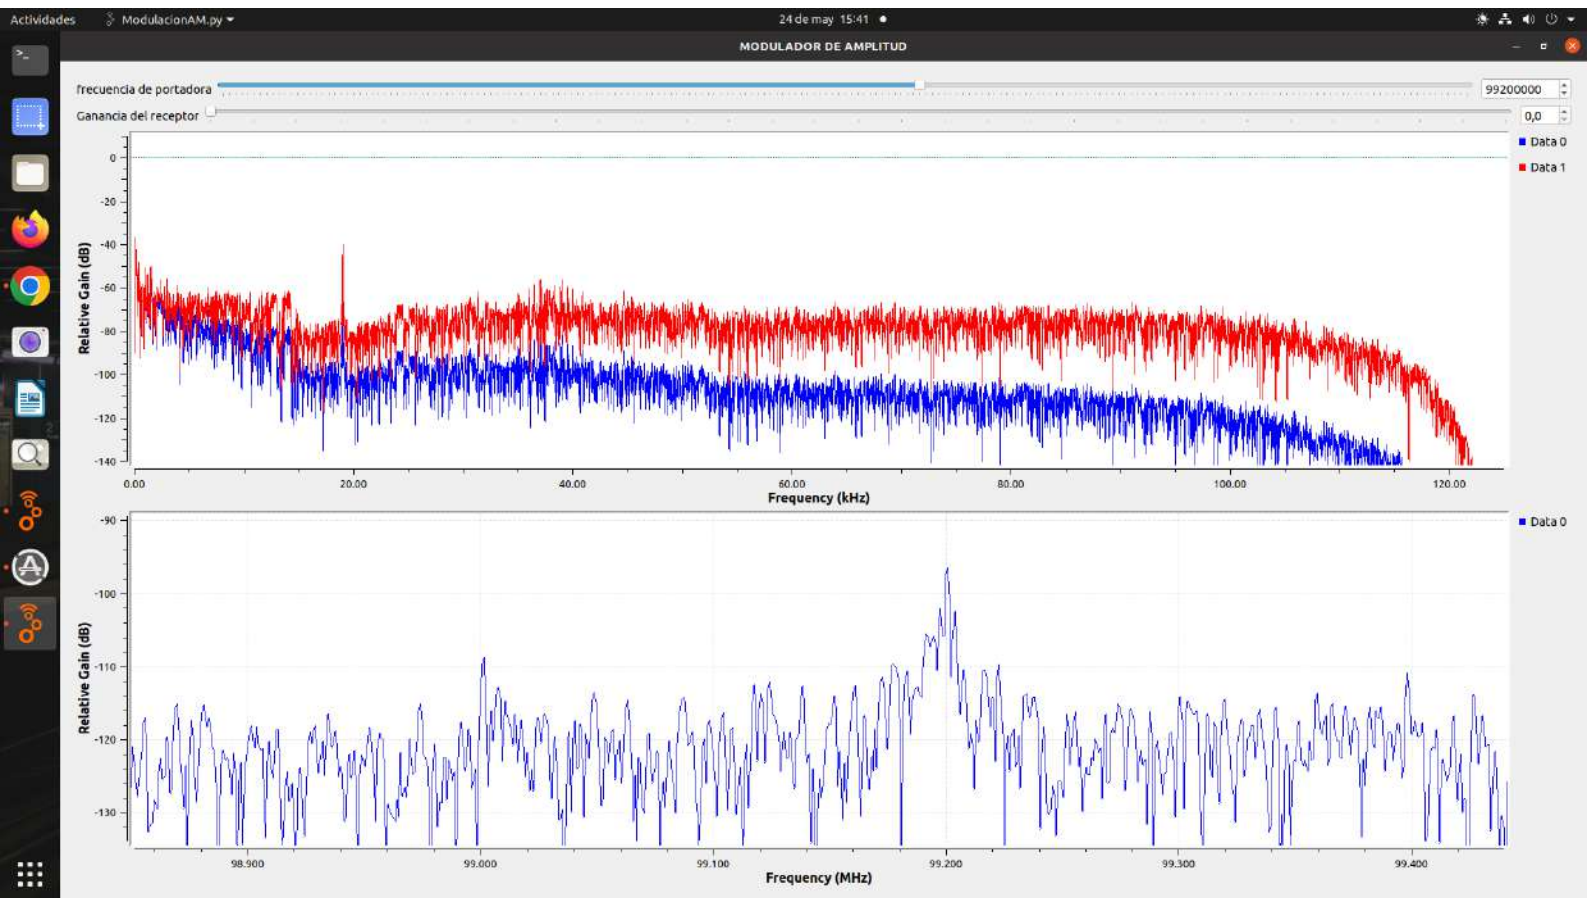 Actividades ModulacionAM.py 24 de may 15:41
MODULADOR DE AMPLITUD
frecuencia de portadora 99200000
Ganancia del receptor 0,0
Data 0
Data 1
Relative Gain (dB)
0
-20
-40
-60
-80
-100
-120
-140
0.00 20.00 40.00 60.00 80.00 100.00 120.00
Frequency (kHz)
Data 0
Relative Gain (dB)
-90
-100
-110
-120
-130
98.900 99.000 99.100 99.200 99.300 99.400
Frequency (MHz)